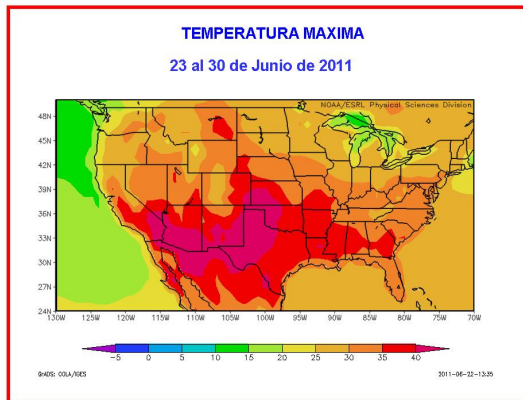 TEMPERATURA MAXIMA
23 al 30 de Junio de 2011
NOAA/ESRL Physical Sciences Division
48N
45N
42N
39N
36N
33N
30N
27N
24N
130W 125W 120W 115W 110W 105W 100W 95W 90W 85W 80W 75W 70W
-5 0 5 10 15 20 25 30 35 40
GrADS: COLA/IGES
2011-06-22-13:35